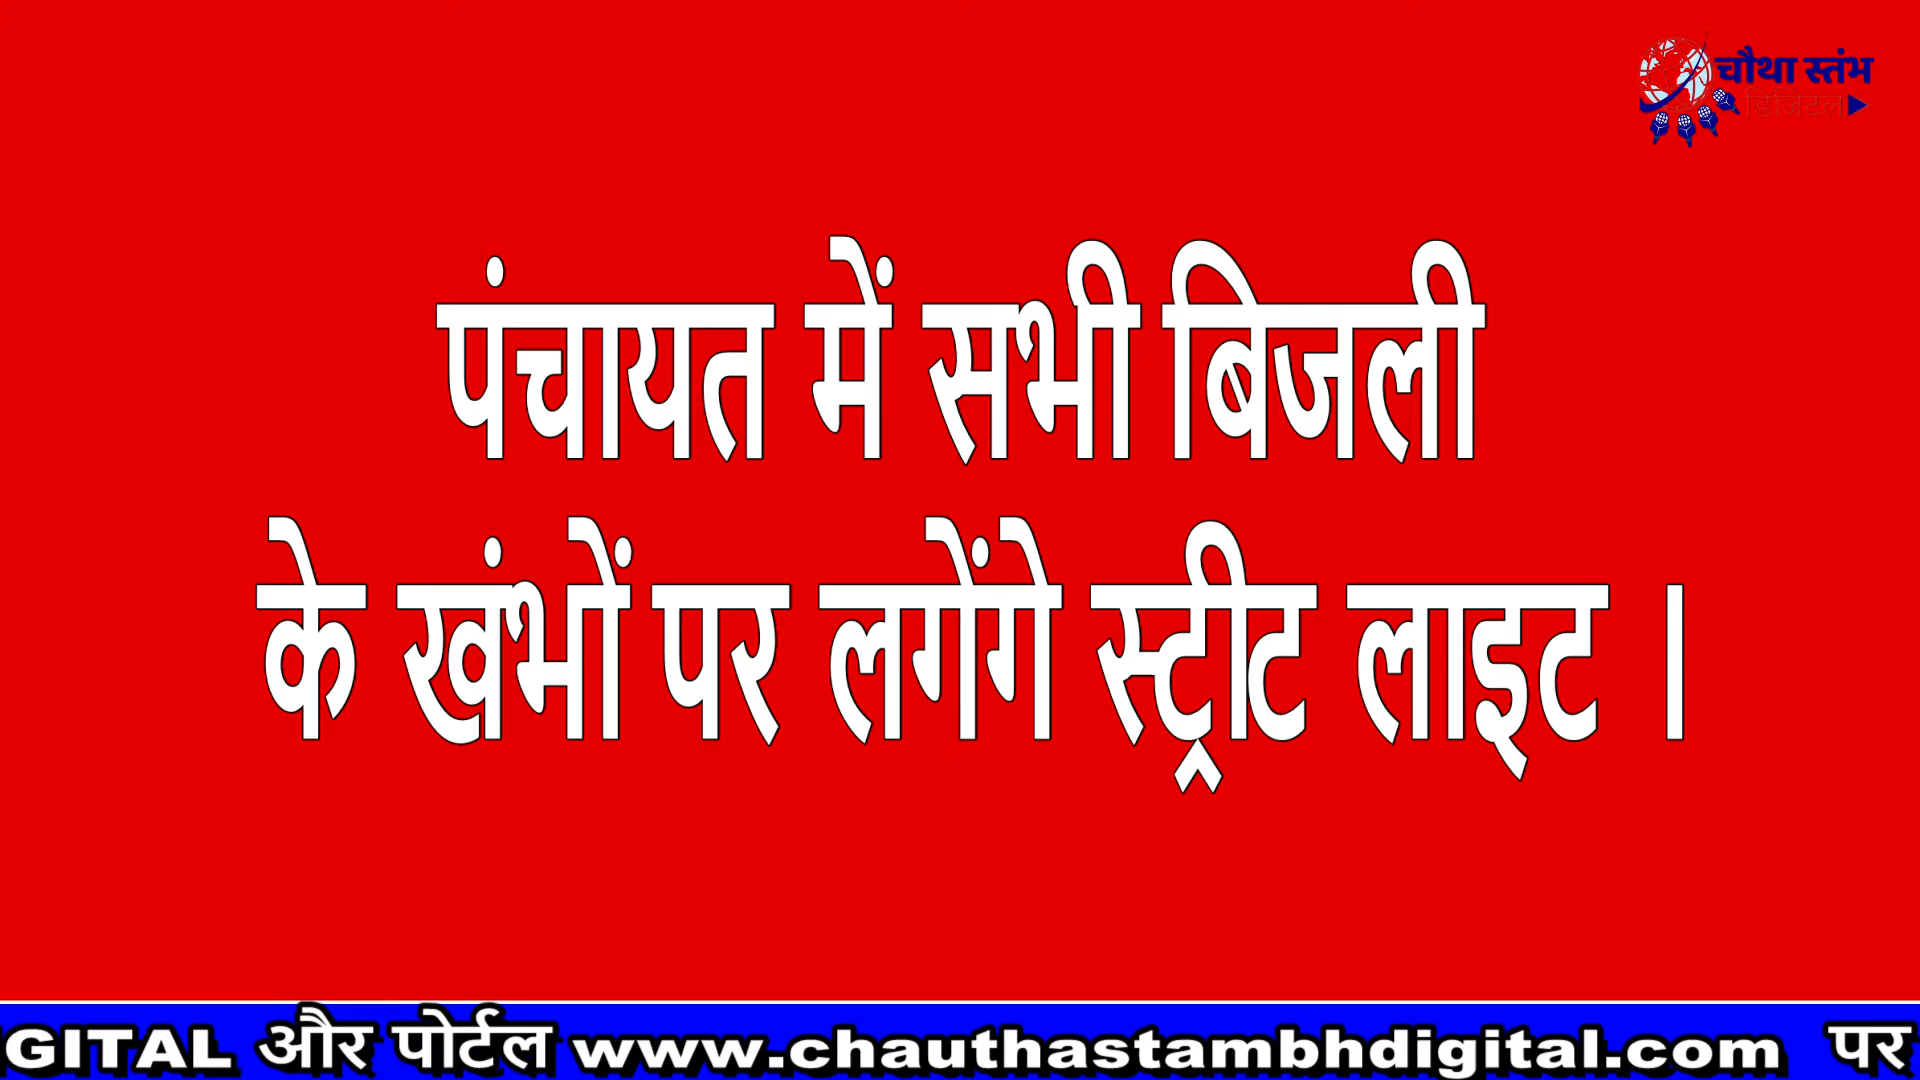 चौथा स्तंभ
डिजिटल
पंचायत में सभी बिजली
के खंभों पर लगेंगे स्ट्रीट लाइट ।
GITAL और पोर्टल www.chauthastambhdigital.com पर